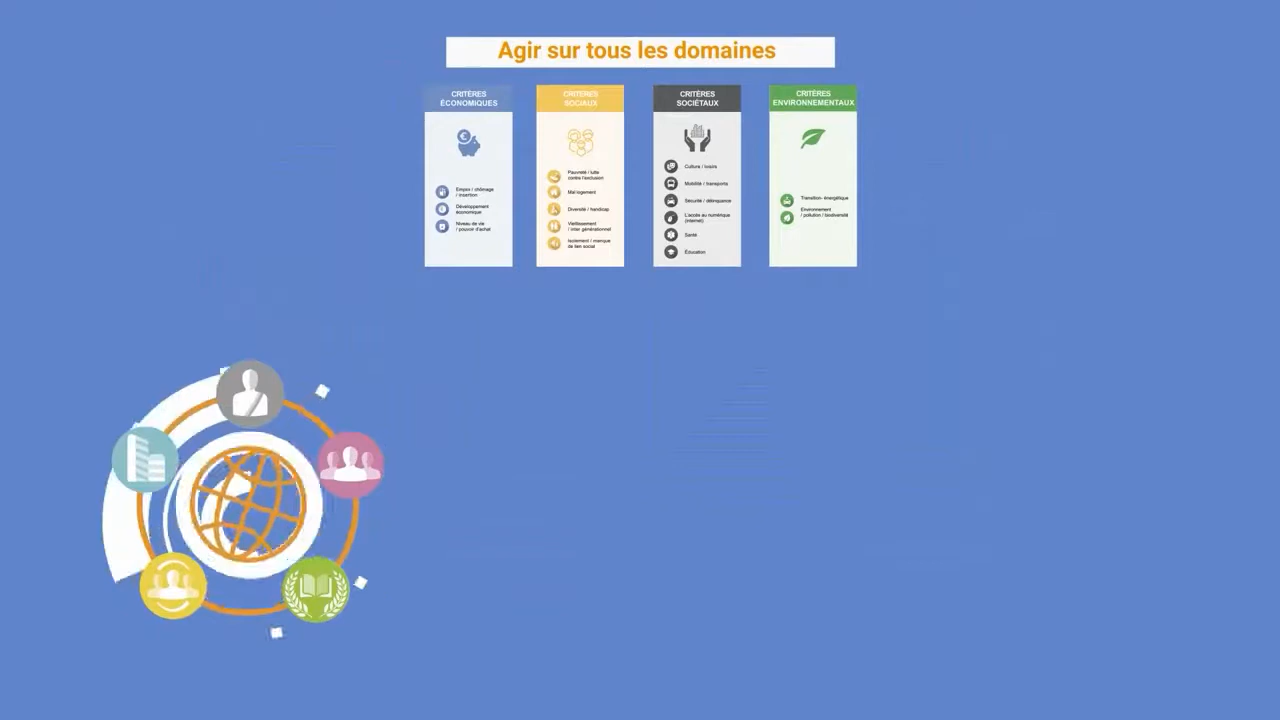 Agir sur tous les domaines
CRITÈRES
ÉCONOMIQUES
Emploi / chômage
/ insertion
Développement
économique
Niveau de vie
/ pouvoir d'achat
CRITÈRES
SOCIAUX
Pauvreté / lutte
contre l'exclusion
Mal logement
Diversité / handicap
Vieillissement
/ inter générationnel
Isolement / manque
de lien social
CRITÈRES
SOCIÉTAUX
Culture / loisirs
Mobilité / transports
Sécurité / délinquance
L'accès au numérique
(internet)
Santé
Éducation
CRITÈRES
ENVIRONNEMENTAUX
Transition énergétique
Environnement
/ pollution / biodiversité